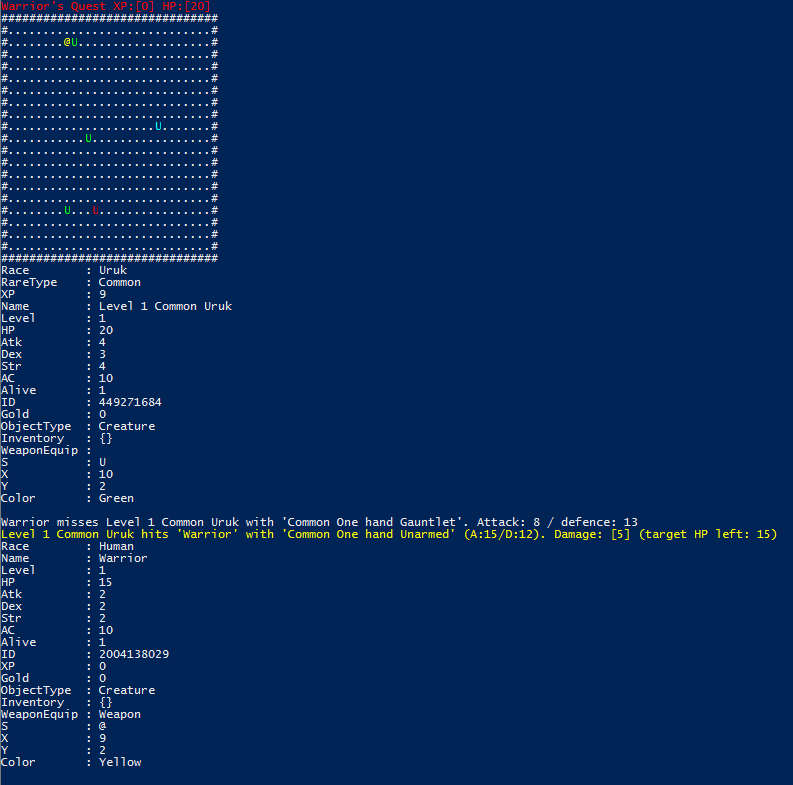 Warrior's Quest XP:[0] HP:[20]
###############################
#.............................#
#........@U...................#
#.............................#
#.............................#
#.............................#
#.............................#
#.............................#
#.............................#
#.....................U.......#
#...........U.................#
#.............................#
#.............................#
#.............................#
#.............................#
#.............................#
#........U...U................#
#.............................#
#.............................#
#.............................#
###############################
Race        : Uruk
RareType    : Common
XP          : 9
Name        : Level 1 Common Uruk
Level       : 1
HP          : 20
Atk         : 4
Dex         : 3
Str         : 4
AC          : 10
Alive       : 1
ID          : 449271684
Gold        : 0
ObjectType  : Creature
Inventory   : {}
WeaponEquip :
S           : U
X           : 10
Y           : 2
Color       : Green
Warrior misses Level 1 Common Uruk with 'Common One hand Gauntlet'. Attack: 8 / defence: 13
Level 1 Common Uruk hits 'Warrior' with 'Common One hand Unarmed' (A:15/D:12). Damage: [5] (target HP left: 15)
Race        : Human
Name        : Warrior
Level       : 1
HP          : 15
Atk         : 2
Dex         : 2
Str         : 2
AC          : 10
Alive       : 1
ID          : 2004138029
XP          : 0
Gold        : 0
ObjectType  : Creature
Inventory   : {}
WeaponEquip : Weapon
S           : @
X           : 9
Y           : 2
Color       : Yellow